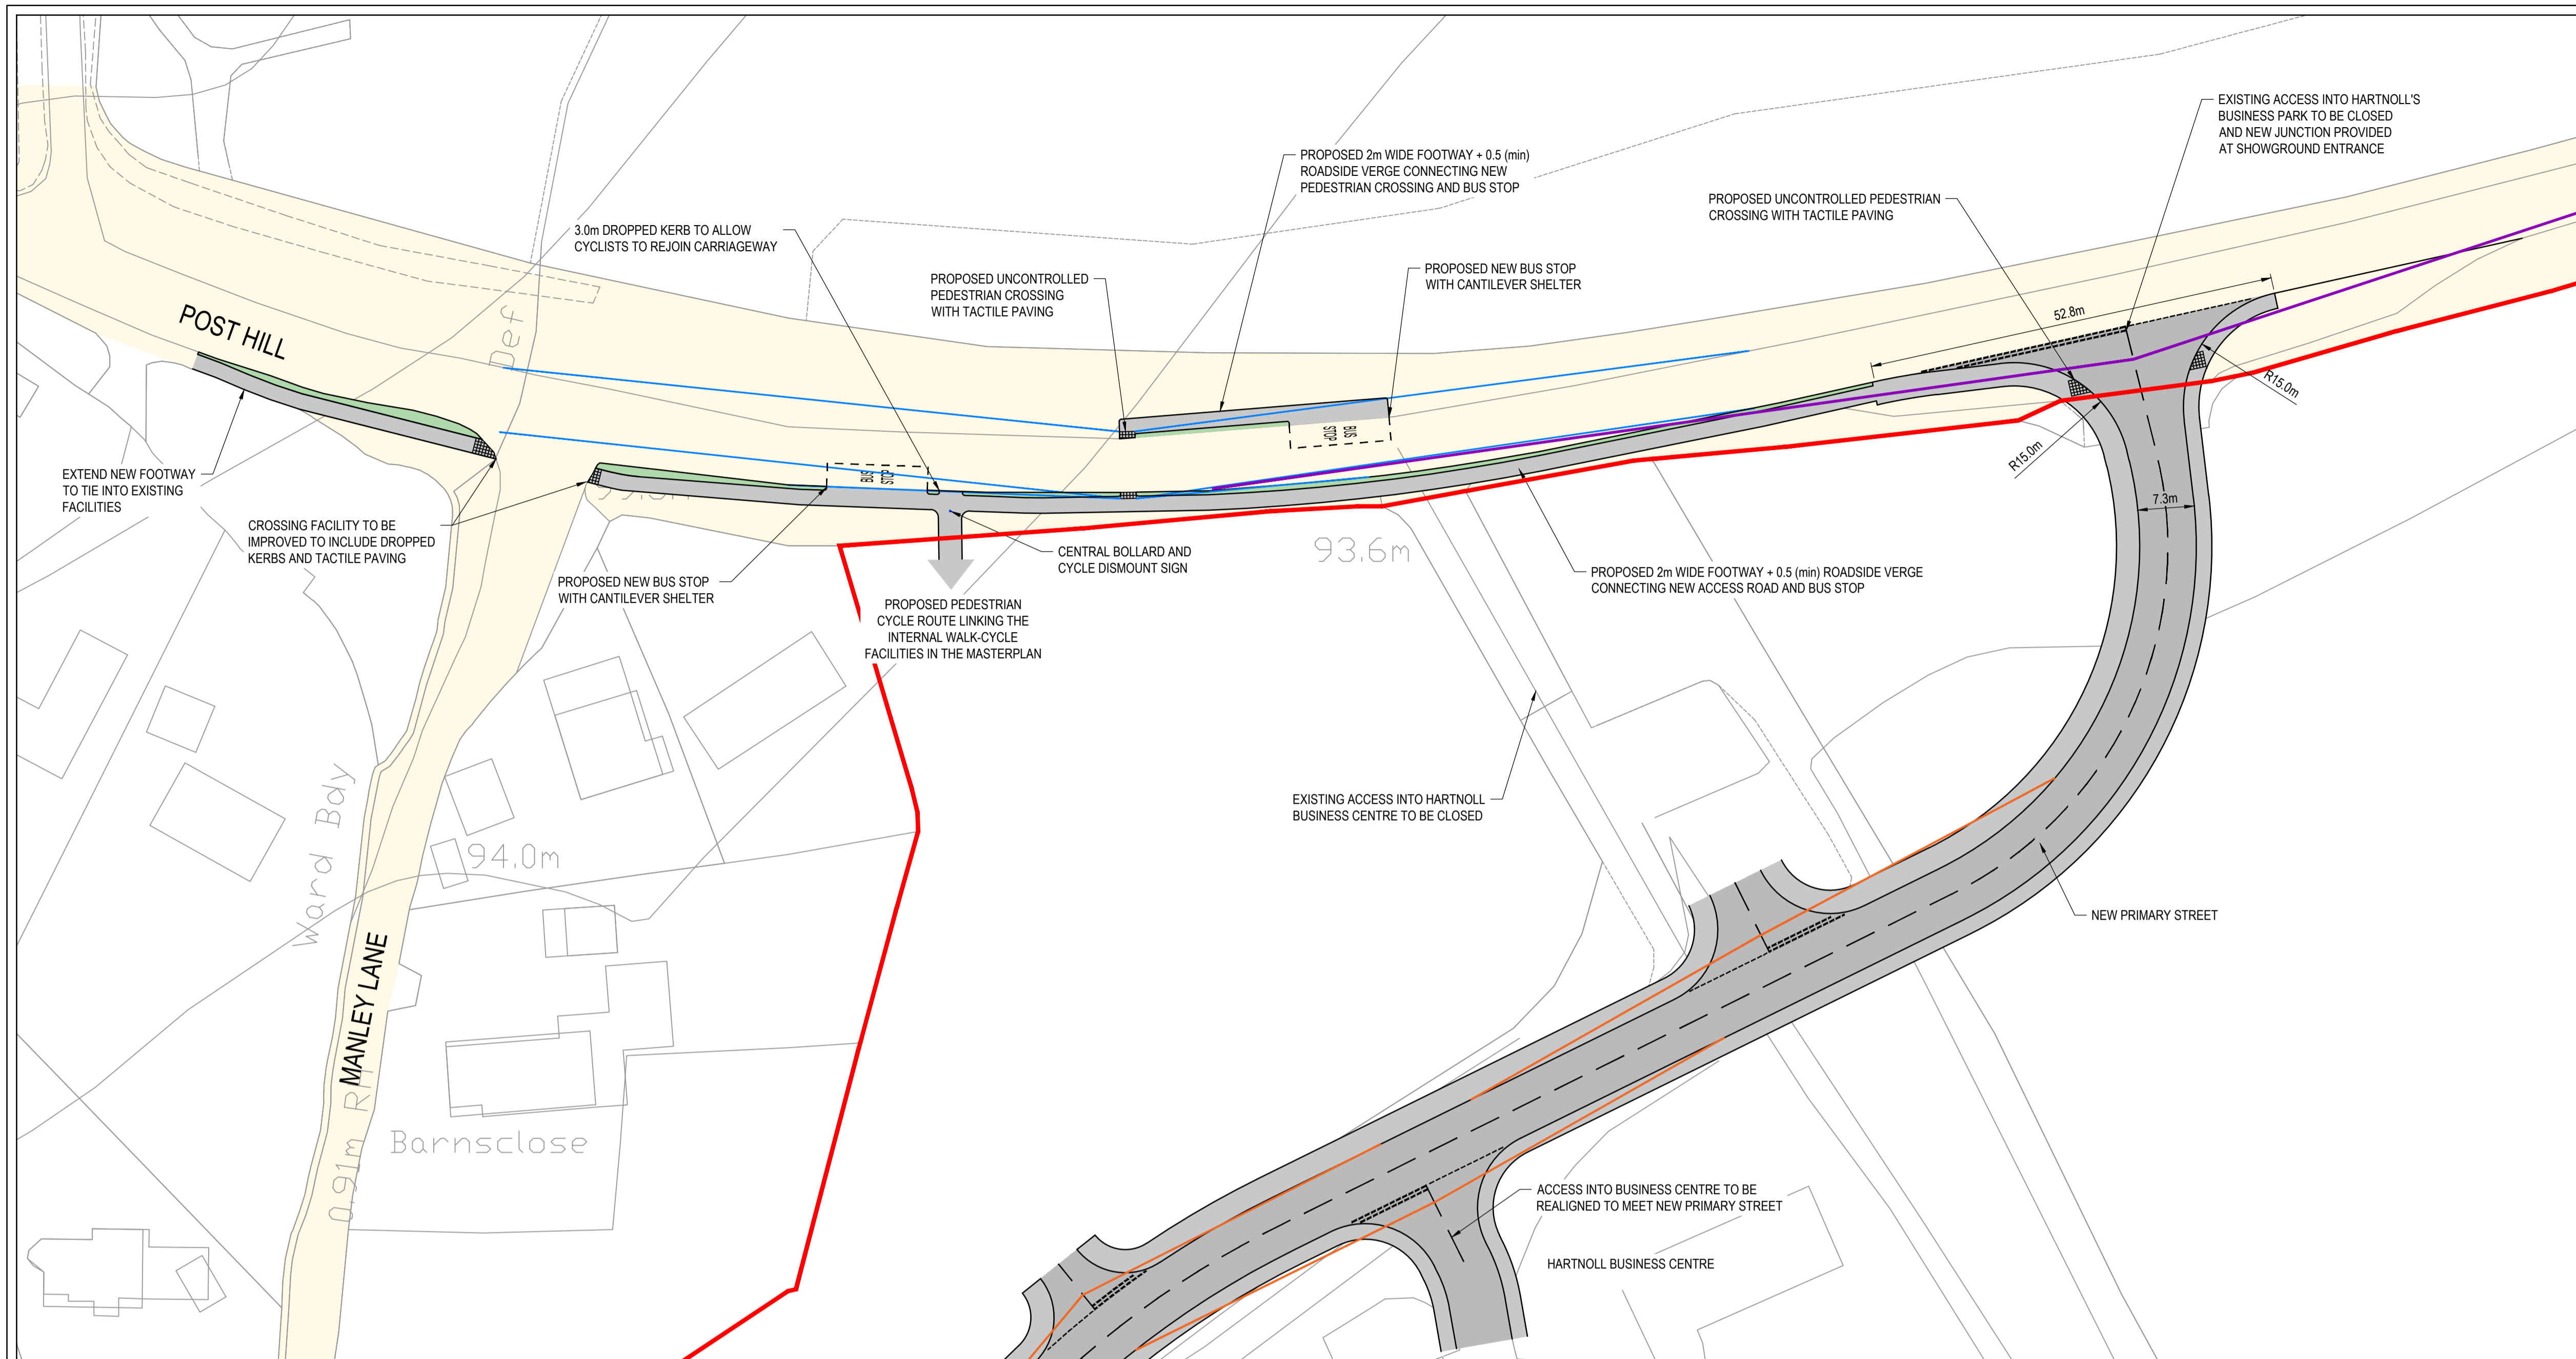 EXISTING ACCESS INTO HARTNOLL'S
BUSINESS PARK TO BE CLOSED
AND NEW JUNCTION PROVIDED
AT SHOWGROUND ENTRANCE
PROPOSED 2m WIDE FOOTWAY + 0.5 (min)
ROADSIDE VERGE CONNECTING NEW
PEDESTRIAN CROSSING AND BUS STOP
PROPOSED UNCONTROLLED PEDESTRIAN
CROSSING WITH TACTILE PAVING
3.0m DROPPED KERB TO ALLOW
CYCLISTS TO REJOIN CARRIAGEWAY
PROPOSED UNCONTROLLED
PEDESTRIAN CROSSING
WITH TACTILE PAVING
PROPOSED NEW BUS STOP
WITH CANTILEVER SHELTER
52.8m
POST HILL
Def
R15.0m
BUS
STOP
R15.0m
EXTEND NEW FOOTWAY
TO TIE INTO EXISTING
FACILITIES
BUS
STOP
7.3m
CROSSING FACILITY TO BE
IMPROVED TO INCLUDE DROPPED
KERBS AND TACTILE PAVING
CENTRAL BOLLARD AND
CYCLE DISMOUNT SIGN
93.6m
PROPOSED NEW BUS STOP
WITH CANTILEVER SHELTER
PROPOSED 2m WIDE FOOTWAY + 0.5 (min) ROADSIDE VERGE
CONNECTING NEW ACCESS ROAD AND BUS STOP
PROPOSED PEDESTRIAN
CYCLE ROUTE LINKING THE
INTERNAL WALK-CYCLE
FACILITIES IN THE MASTERPLAN
EXISTING ACCESS INTO HARTNOLL
BUSINESS CENTRE TO BE CLOSED
Ward Bdy
94.0m
NEW PRIMARY STREET
MANLEY LANE
0.91m
Barnsclose
ACCESS INTO BUSINESS CENTRE TO BE
REALIGNED TO MEET NEW PRIMARY STREET
HARTNOLL BUSINESS CENTRE